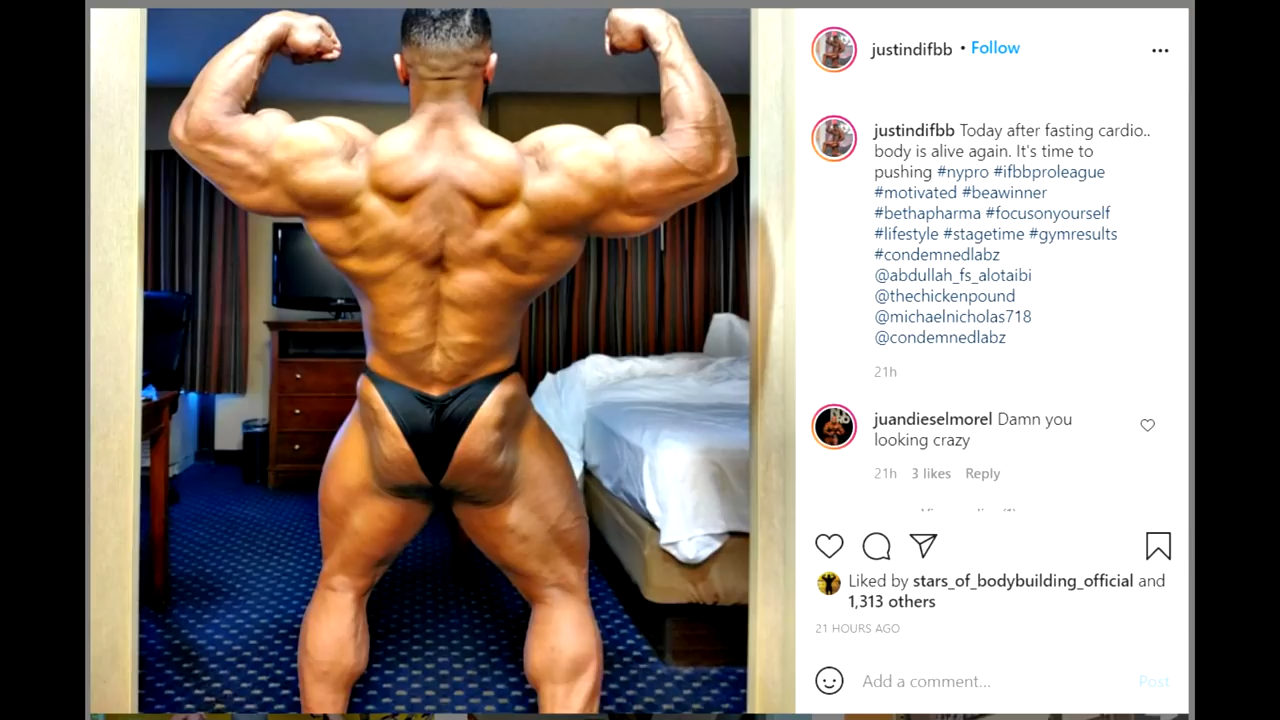 justindifbb • Follow
justindifbb Today after fasting cardio..
body is alive again. It's time to
pushing #nypro #ifbbproleague
#motivated #beawinner
#bethapharma #focusonyourself
#lifestyle #stagetime #gymresults
#condemnedlabz
@abdullah_fs_alotaibi
@thechickenpound
@michaelnicholas718
@condemnedlabz
21h
juandieselmorel Damn you
looking crazy
21h 3 likes Reply
Liked by stars_of_bodybuilding_official and
1,313 others
21 HOURS AGO
Add a comment... Post